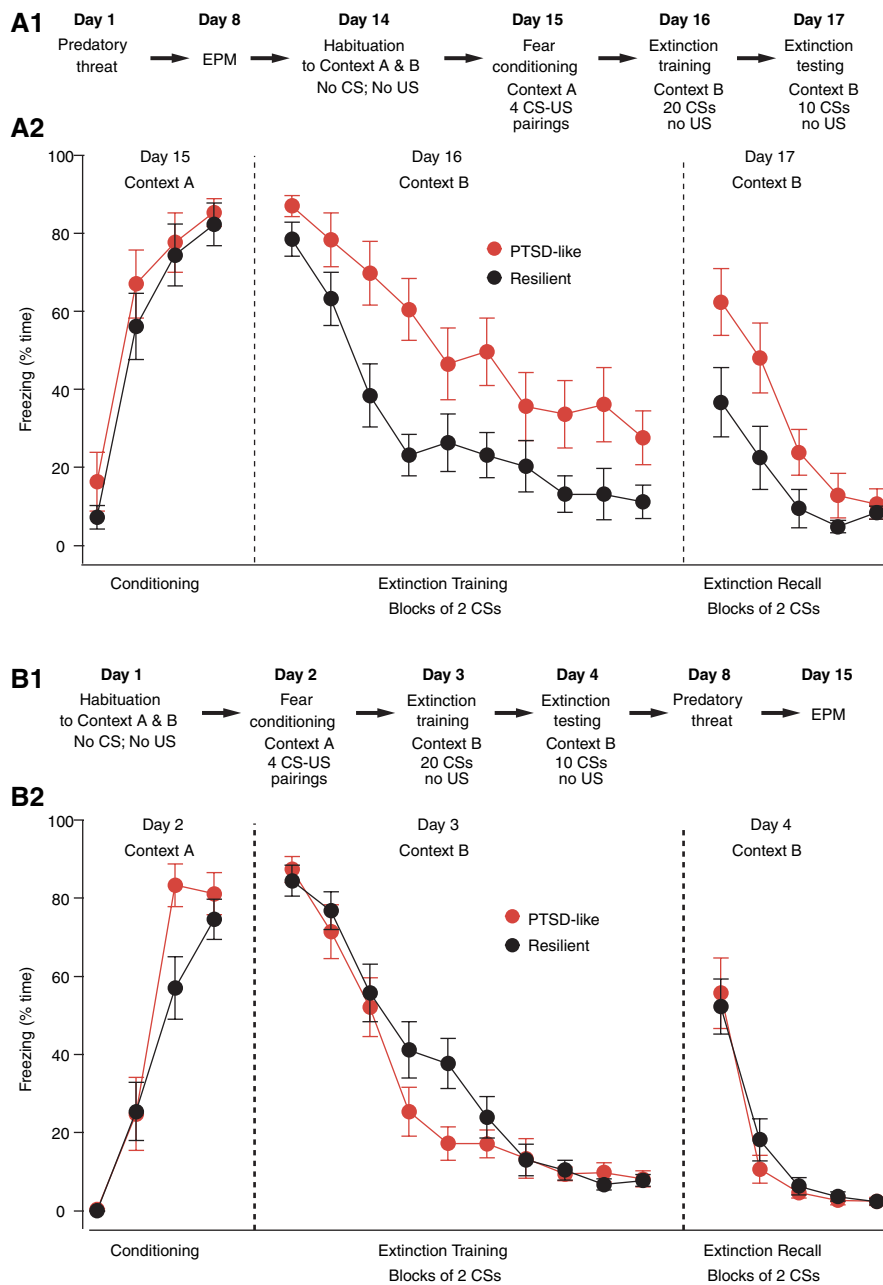 A1
Day 1
Predatory
threat
Day 8
EPM
Day 14
Habituation
to Context A & B
No CS; No US
Day 15
Fear
conditioning
Context A
4 CS-US
pairings
Day 16
Extinction
training
Context B
20 CSs
no US
Day 17
Extinction
testing
Context B
10 CSs
no US
A2
Freezing (% time)
100
80
60
40
20
0
Day 15
Context A
Day 16
Context B
Day 17
Context B
PTSD-like
Resilient
Conditioning
Extinction Training
Blocks of 2 CSs
Extinction Recall
Blocks of 2 CSs
B1
Day 1
Habituation
to Context A & B
No CS; No US
Day 2
Fear
conditioning
Context A
4 CS-US
pairings
Day 3
Extinction
training
Context B
20 CSs
no US
Day 4
Extinction
testing
Context B
10 CSs
no US
Day 8
Predatory
threat
Day 15
EPM
B2
Freezing (% time)
100
80
60
40
20
0
Day 2
Context A
Day 3
Context B
Day 4
Context B
PTSD-like
Resilient
Conditioning
Extinction Training
Blocks of 2 CSs
Extinction Recall
Blocks of 2 CSs